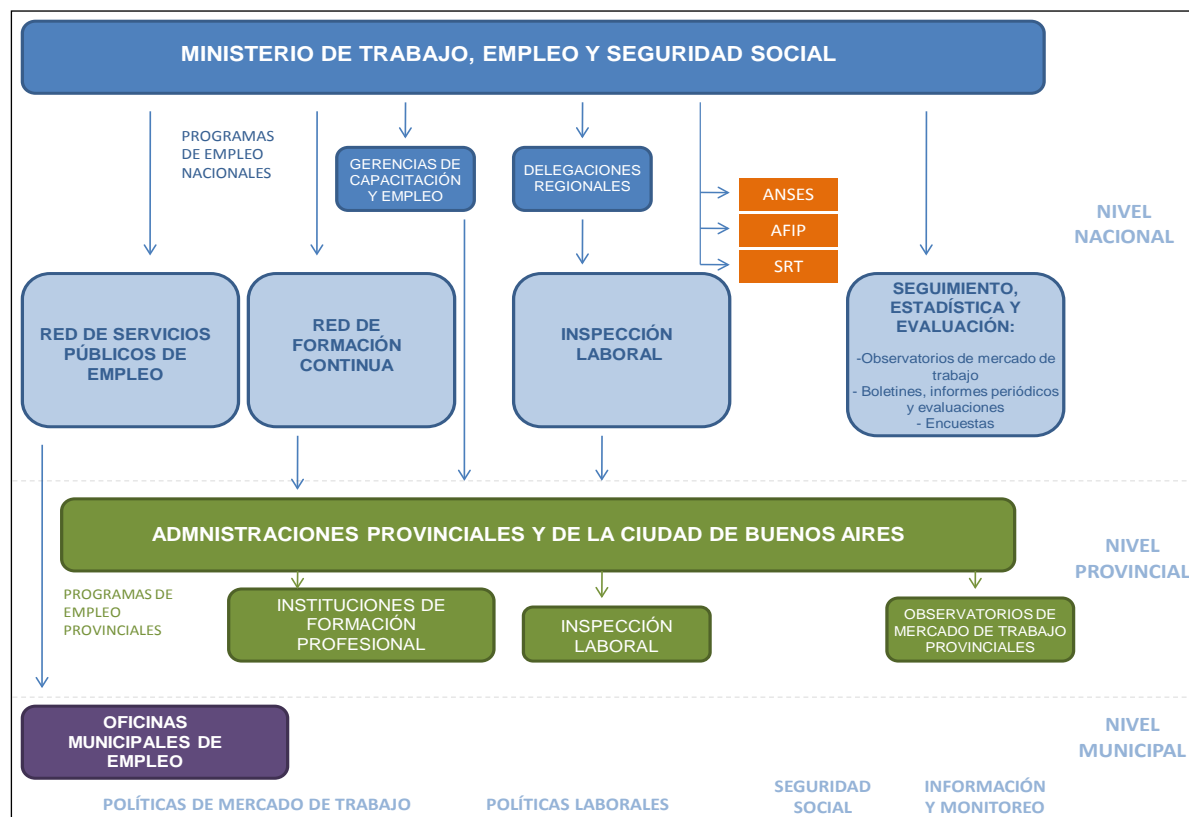 MINISTERIO DE TRABAJO, EMPLEO Y SEGURIDAD SOCIAL
PROGRAMAS
DE EMPLEO
NACIONALES
GERENCIAS DE
CAPACITACIÓN
Y EMPLEO
DELEGACIONES
REGIONALES
ANSES
AFIP
SRT
NIVEL
NACIONAL
RED DE SERVICIOS
PÚBLICOS DE
EMPLEO
RED DE
FORMACIÓN
CONTINUA
INSPECCIÓN
LABORAL
SEGUIMIENTO,
ESTADÍSTICA Y
EVALUACIÓN:
-Observatorios de mercado de
trabajo
- Boletines, informes periódicos
y evaluaciones
- Encuestas
ADMNISTRACIONES PROVINCIALES Y DE LA CIUDAD DE BUENOS AIRES
NIVEL
PROVINCIAL
PROGRAMAS DE
EMPLEO
PROVINCIALES
INSTITUCIONES DE
FORMACIÓN
PROFESIONAL
INSPECCIÓN
LABORAL
OBSERVATORIOS DE
MERCADO DE TRABAJO
PROVINCIALES
OFICINAS
MUNICIPALES DE
EMPLEO
NIVEL
MUNICIPAL
POLÍTICAS DE MERCADO DE TRABAJO
POLÍTICAS LABORALES
SEGURIDAD
SOCIAL
INFORMACIÓN
Y MONITOREO